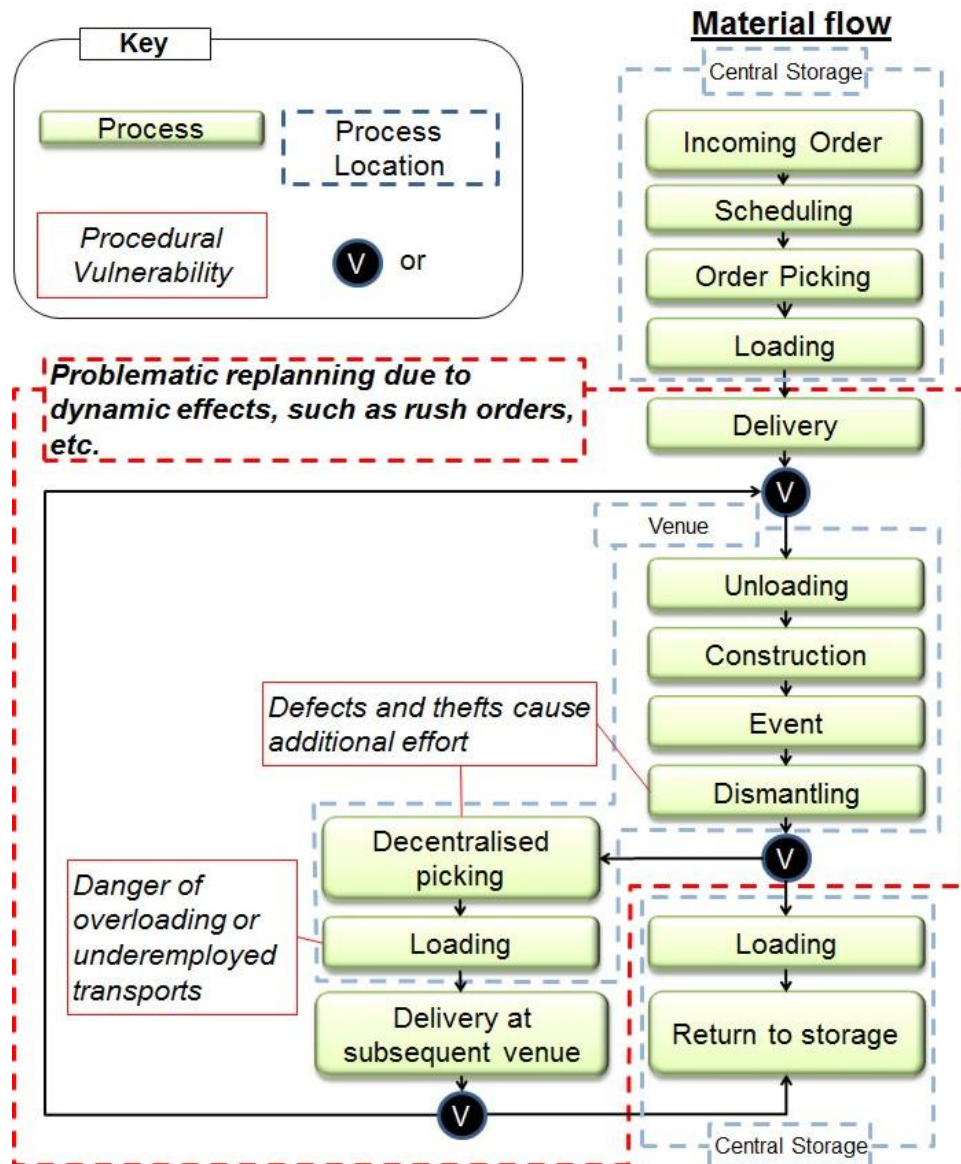 Key
Process
Process
Location
Procedural
Vulnerability
V
or
Material flow
Central Storage
Incoming Order
Scheduling
Order Picking
Loading
Problematic replanning due to
dynamic effects, such as rush orders,
etc.
Delivery
V
Venue
Unloading
Construction
Event
Dismantling
V
Defects and thefts cause
additional effort
Decentralised
picking
Danger of
overloading or
underemployed
transports
Loading
Delivery at
subsequent venue
V
Loading
Return to storage
Central Storage